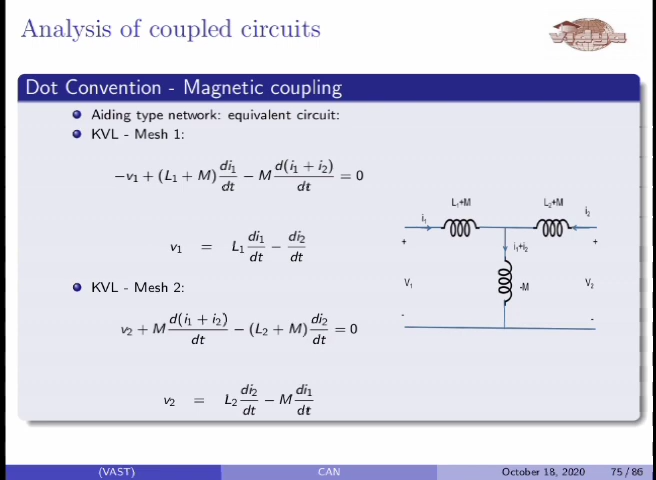 Analysis of coupled circuits
vidya
Dot Convention - Magnetic coupling
Aiding type network: equivalent circuit:
KVL - Mesh 1:
−v₁ + (L₁ + M) di₁/dt − M d(i₁ + i₂)/dt = 0
v₁ = L₁ di₁/dt − di₂/dt
KVL - Mesh 2:
v₂ + M d(i₁ + i₂)/dt − (L₂ + M) di₂/dt = 0
v₂ = L₂ di₂/dt − M di₁/dt
L₁+M L₂+M
i₁ i₂
+ +
i₁+i₂
V₁ -M V₂
- -
(VAST) CAN October 18, 2020 75 / 86